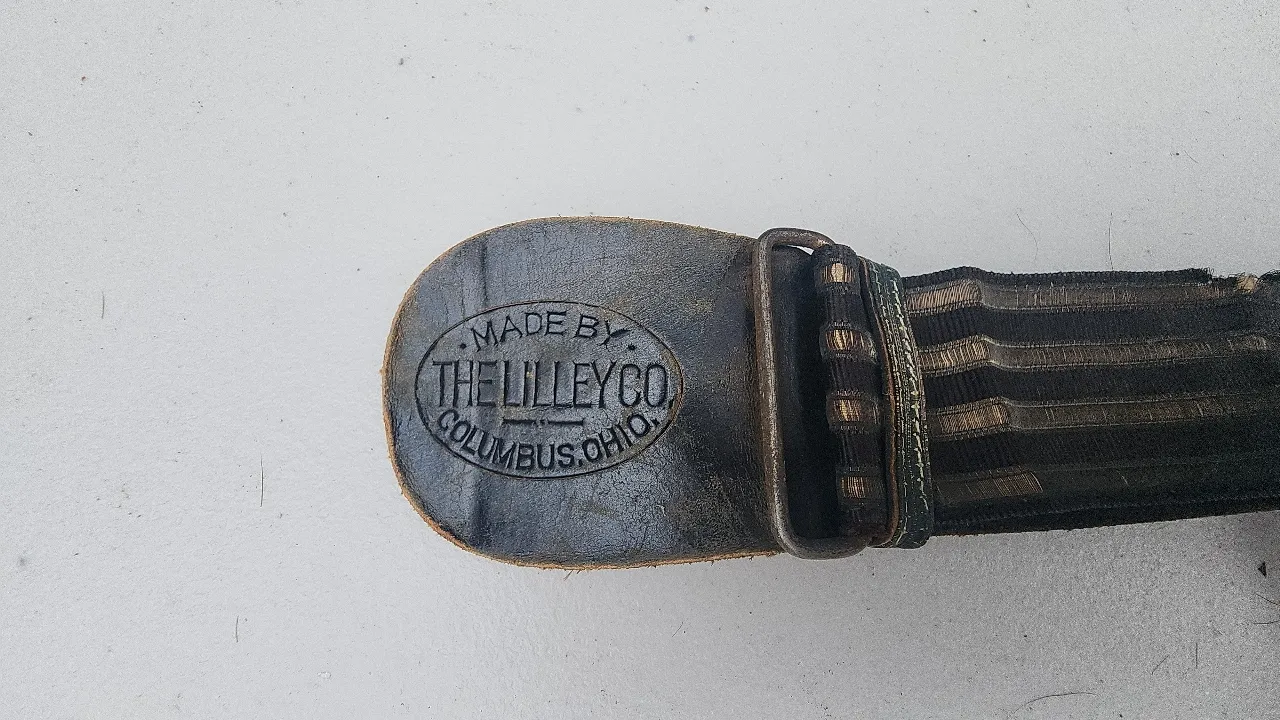 · MADE BY ·
THE LILLEY CO.
COLUMBUS, OHIO.